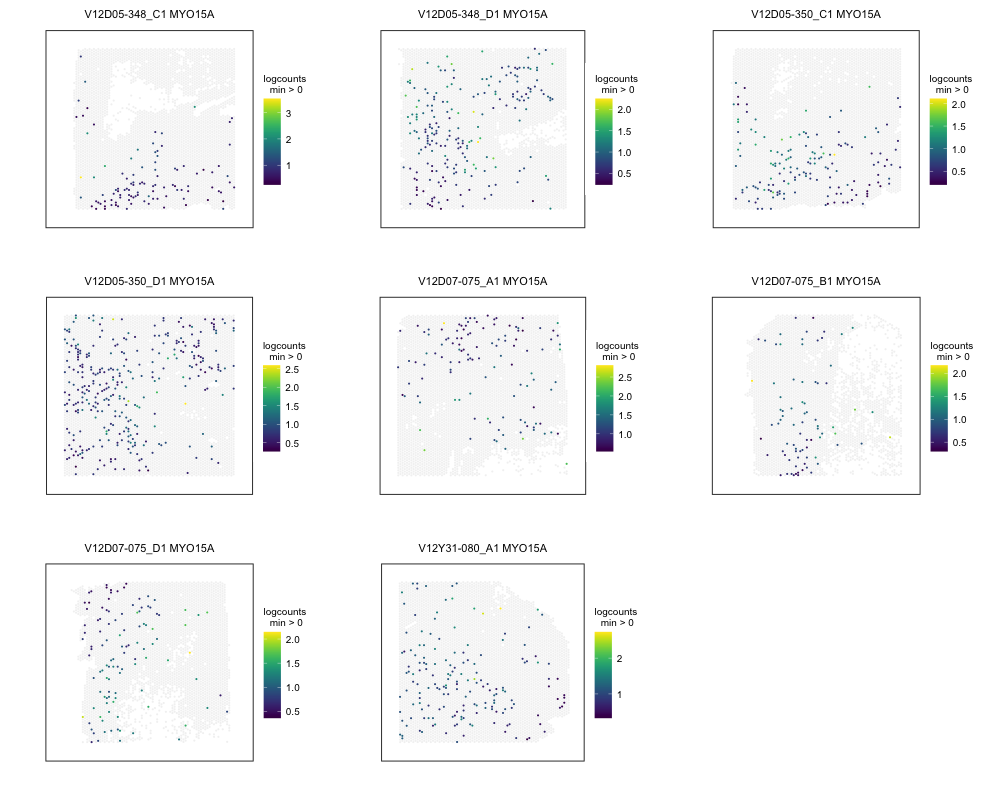 V12D05-348_C1 MYO15A
logcounts
min > 0
3
2
1
V12D05-348_D1 MYO15A
logcounts
min > 0
2.0
1.5
1.0
0.5
V12D05-350_C1 MYO15A
logcounts
min > 0
2.0
1.5
1.0
0.5
V12D05-350_D1 MYO15A
logcounts
min > 0
2.5
2.0
1.5
1.0
0.5
V12D07-075_A1 MYO15A
logcounts
min > 0
2.5
2.0
1.5
1.0
V12D07-075_B1 MYO15A
logcounts
min > 0
2.0
1.5
1.0
0.5
V12D07-075_D1 MYO15A
logcounts
min > 0
2.0
1.5
1.0
0.5
V12Y31-080_A1 MYO15A
logcounts
min > 0
2
1